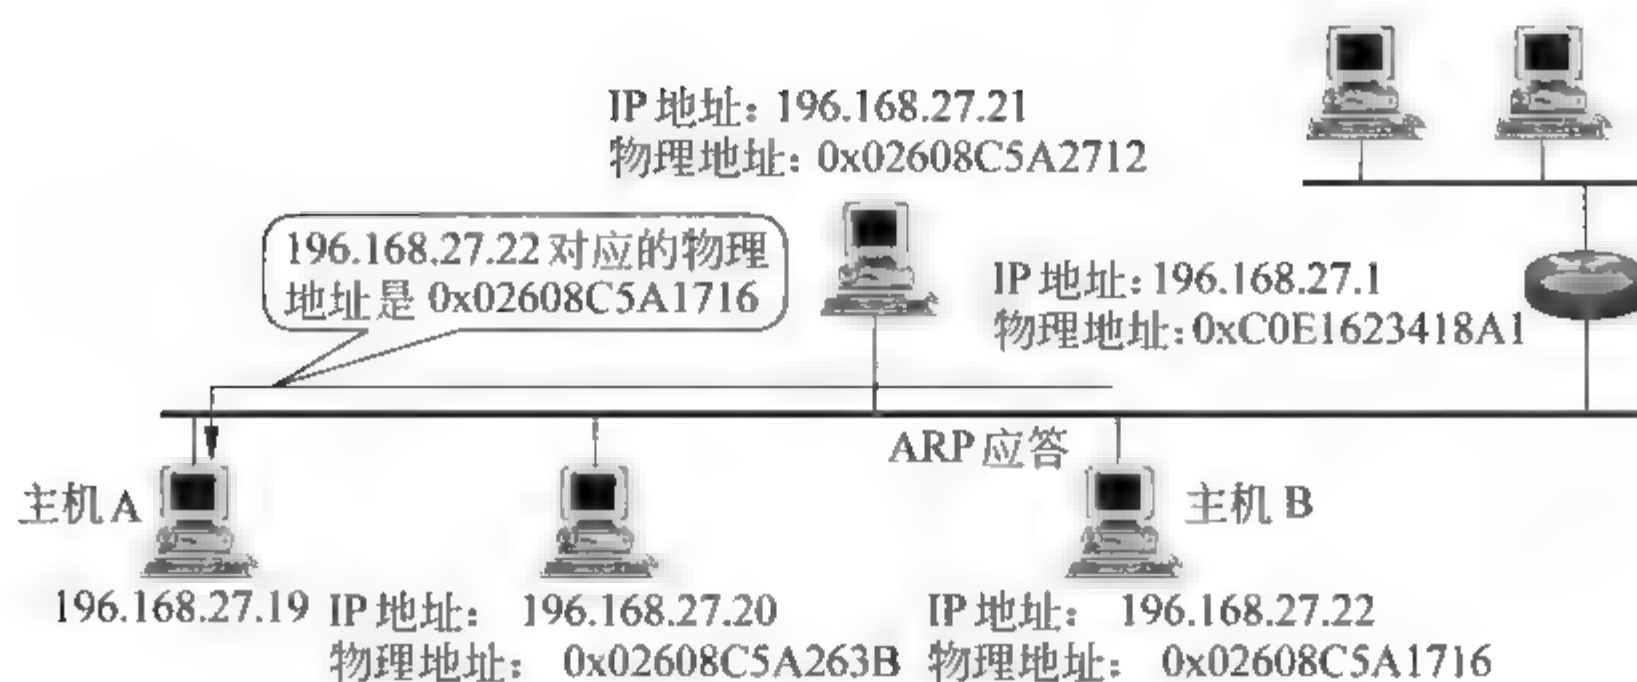 IP 地址: 196.168.27.21
物理地址: 0x02608C5A2712
196.168.27.22 对应的物理
地址是 0x02608C5A1716
IP 地址: 196.168.27.1
物理地址: 0xC0E1623418A1
ARP 应答
主机 A
主机 B
196.168.27.19
IP 地址: 196.168.27.20
物理地址: 0x02608C5A263B
IP 地址: 196.168.27.22
物理地址: 0x02608C5A1716